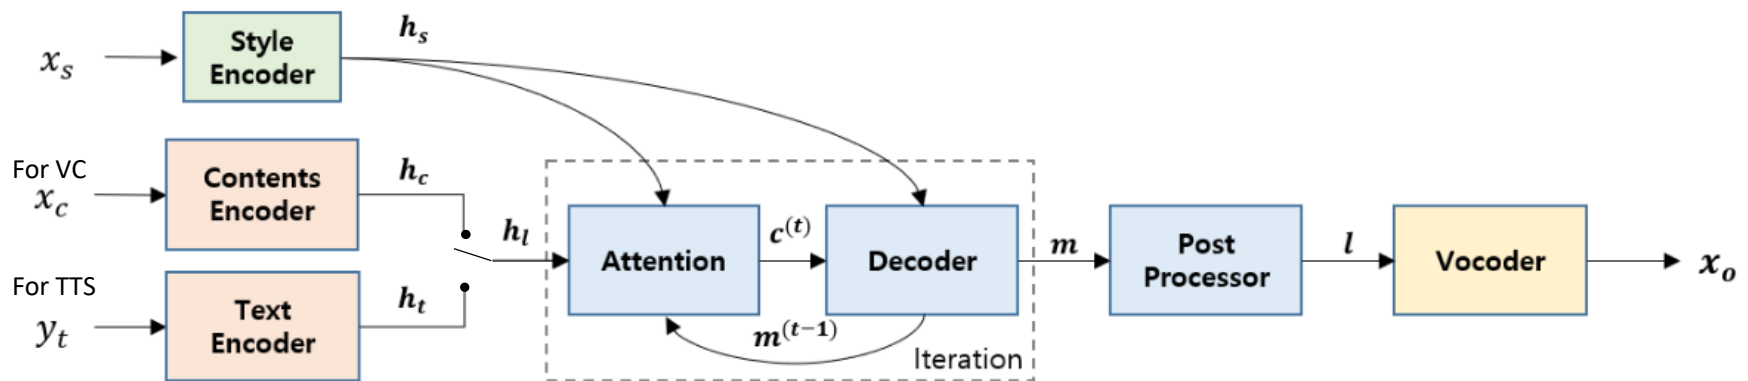 x_s
Style
Encoder
h_s
For VC
x_c
Contents
Encoder
h_c
For TTS
y_t
Text
Encoder
h_t
h_l
Attention
c^{(t)}
Decoder
m^{(t-1)}
Iteration
m
Post
Processor
l
Vocoder
x_o